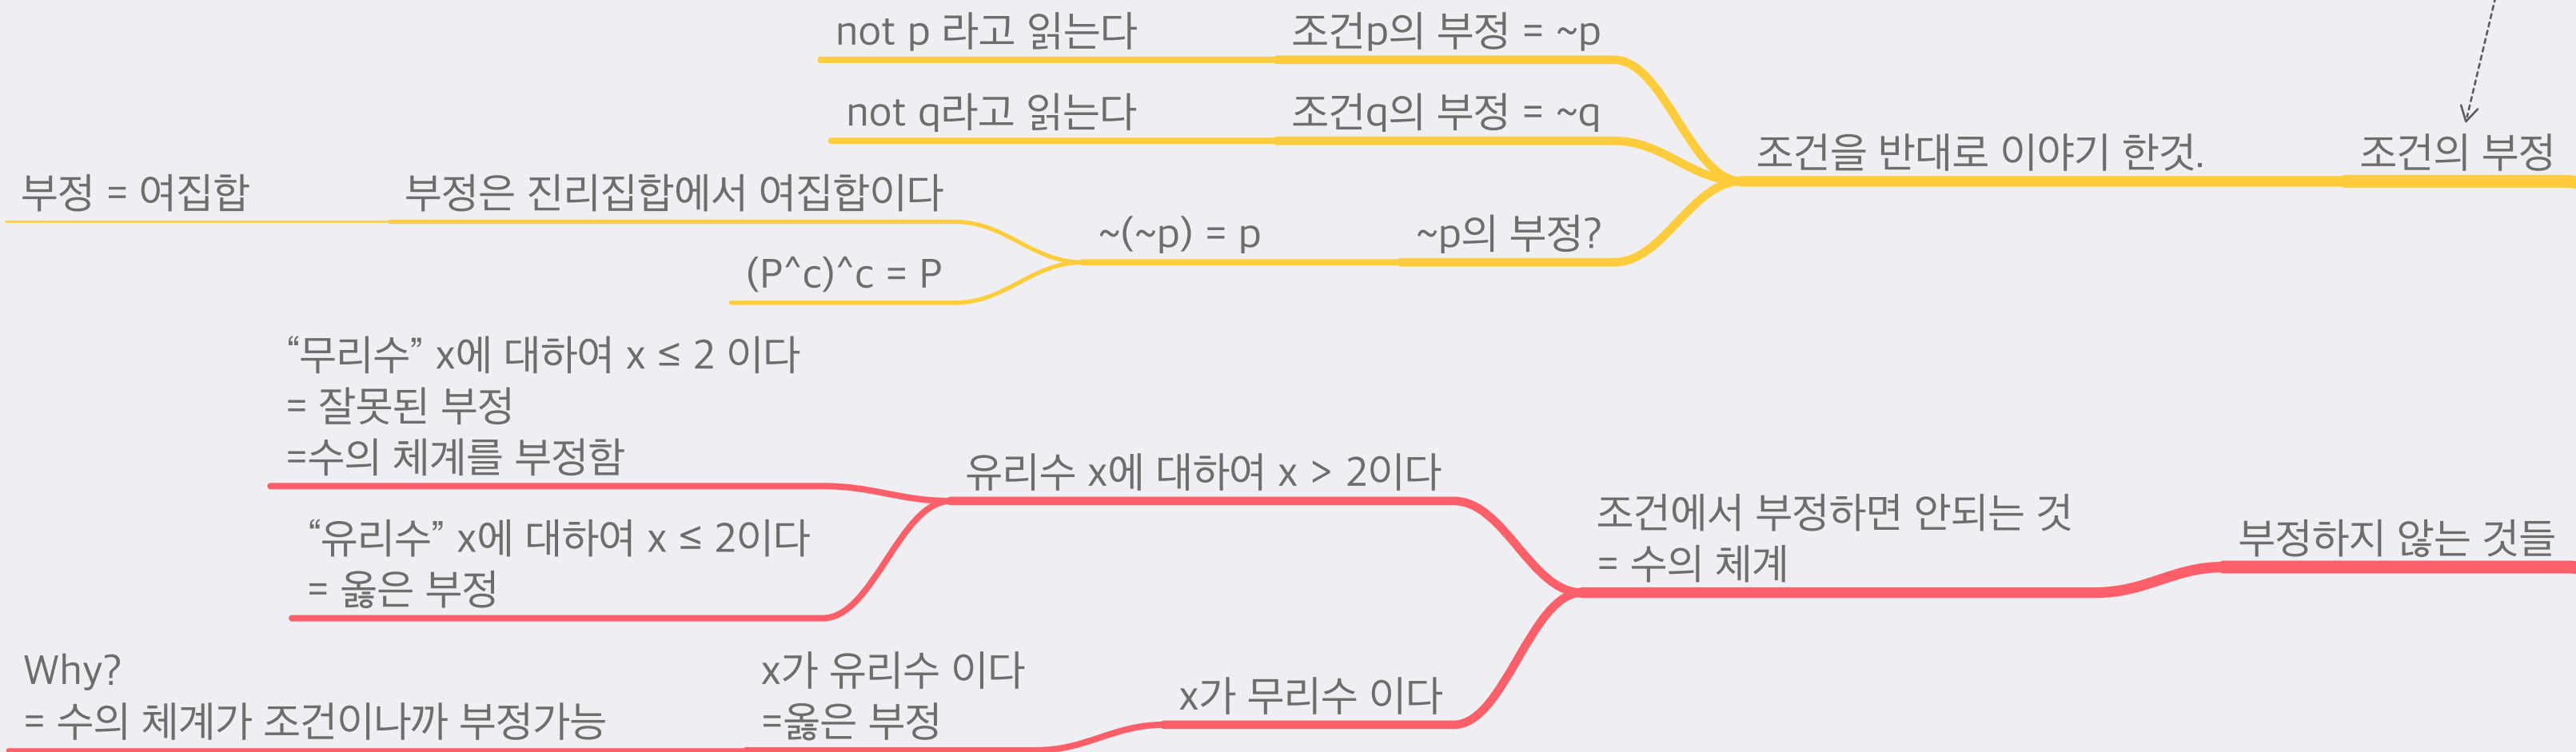 not p 라고 읽는다
조건p의 부정 = ~p
not q라고 읽는다
조건q의 부정 = ~q
조건을 반대로 이야기 한것.
조건의 부정
부정 = 여집합
부정은 진리집합에서 여집합이다
~(~p) = p
~p의 부정?
(P^c)^c = P
“무리수” x에 대하여 x ≤ 2 이다
= 잘못된 부정
=수의 체계를 부정함
유리수 x에 대하여 x > 2이다
“유리수” x에 대하여 x ≤ 2이다
= 옳은 부정
조건에서 부정하면 안되는 것
= 수의 체계
부정하지 않는 것들
Why?
= 수의 체계가 조건이나까 부정가능
x가 유리수 이다
=옳은 부정
x가 무리수 이다